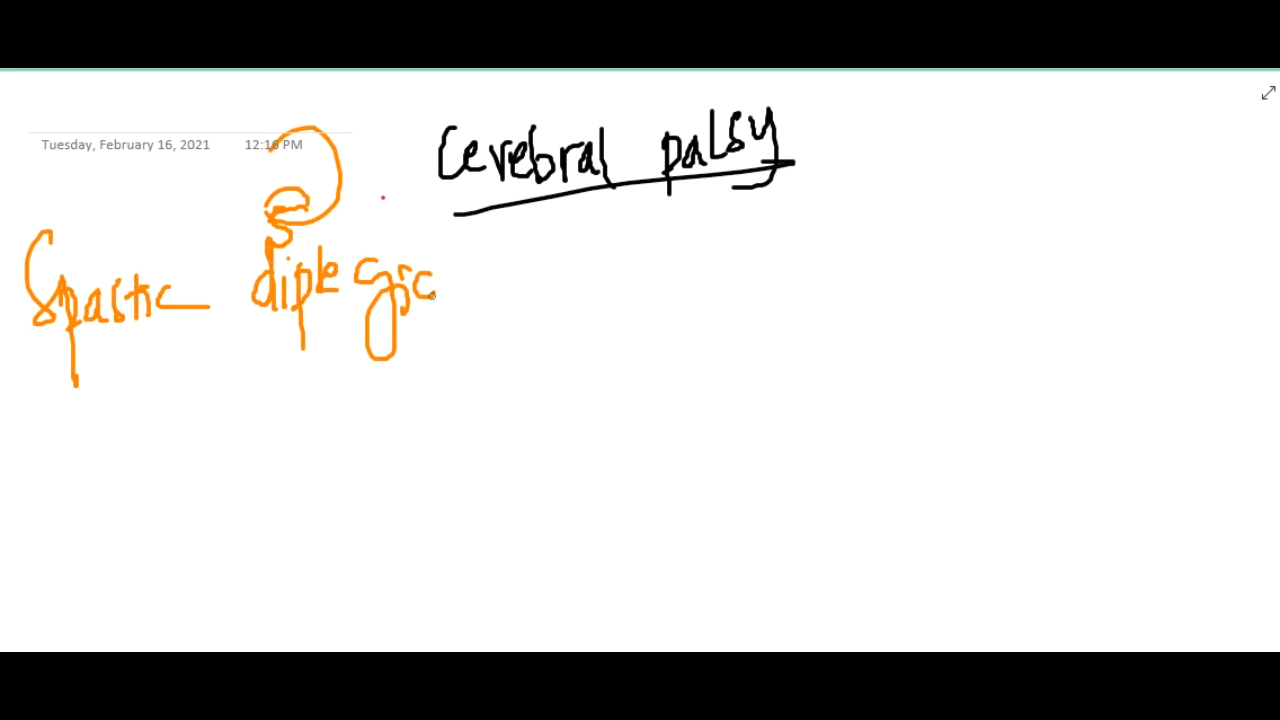 Tuesday, February 16, 2021 12:16 PM
Cerebral palsy
Spastic diplegic